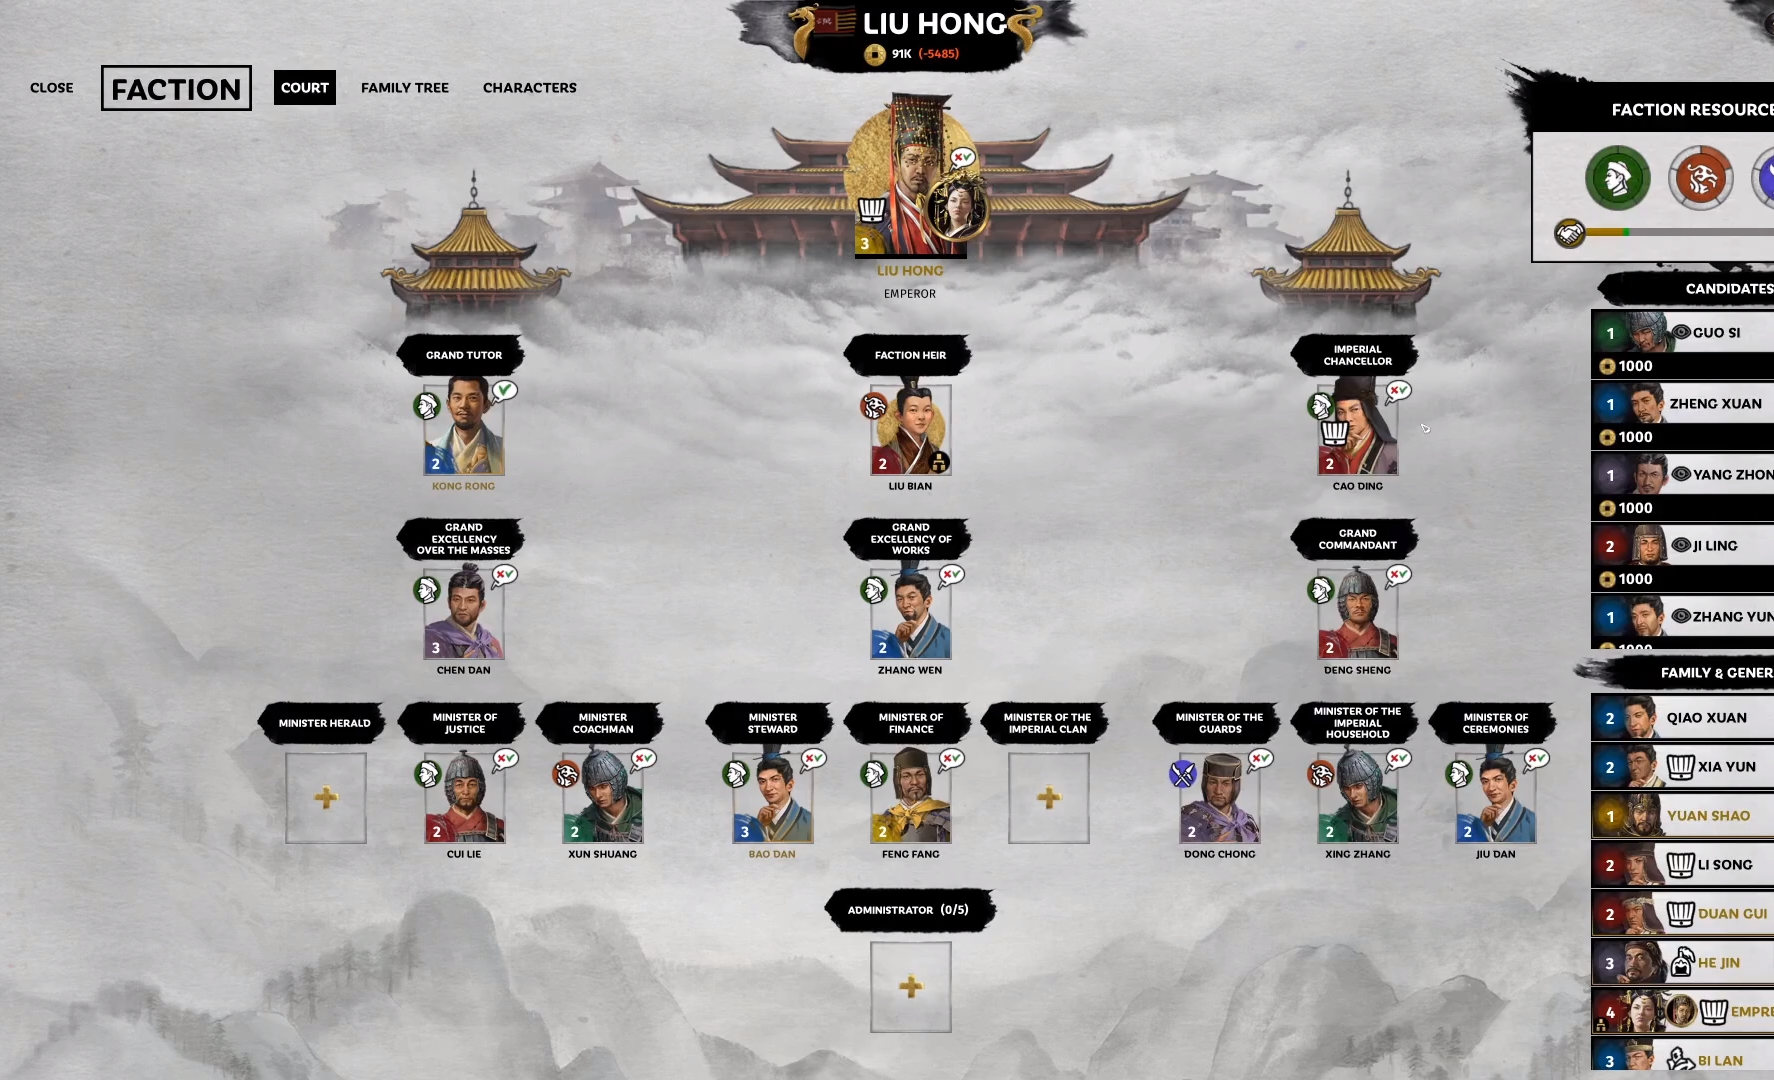 LIU HONG
91K (-5485)
CLOSE
FACTION
COURT
FAMILY TREE
CHARACTERS
FACTION RESOURCE
3
LIU HONG
EMPEROR
GRAND TUTOR
2
KONG RONG
FACTION HEIR
2
LIU BIAN
IMPERIAL
CHANCELLOR
2
CAO DING
GRAND
EXCELLENCY
OVER THE MASSES
3
CHEN DAN
GRAND
EXCELLENCY OF
WORKS
2
ZHANG WEN
GRAND
COMMANDANT
2
DENG SHENG
MINISTER HERALD
MINISTER OF
JUSTICE
2
CUI LIE
MINISTER
COACHMAN
2
XUN SHUANG
MINISTER
STEWARD
3
BAO DAN
MINISTER OF
FINANCE
2
FENG FANG
MINISTER OF THE
IMPERIAL CLAN
MINISTER OF THE
GUARDS
2
DONG CHONG
MINISTER OF THE
IMPERIAL
HOUSEHOLD
2
XING ZHANG
MINISTER OF
CEREMONIES
2
JIU DAN
ADMINISTRATOR (0/5)
CANDIDATES
1 GUO SI
1000
1 ZHENG XUAN
1000
1 YANG ZHON
1000
2 JI LING
1000
1 ZHANG YUN
FAMILY & GENER
2 QIAO XUAN
2 XIA YUN
1 YUAN SHAO
2 LI SONG
2 DUAN GUI
3 HE JIN
4 EMPRE
3 BI LAN